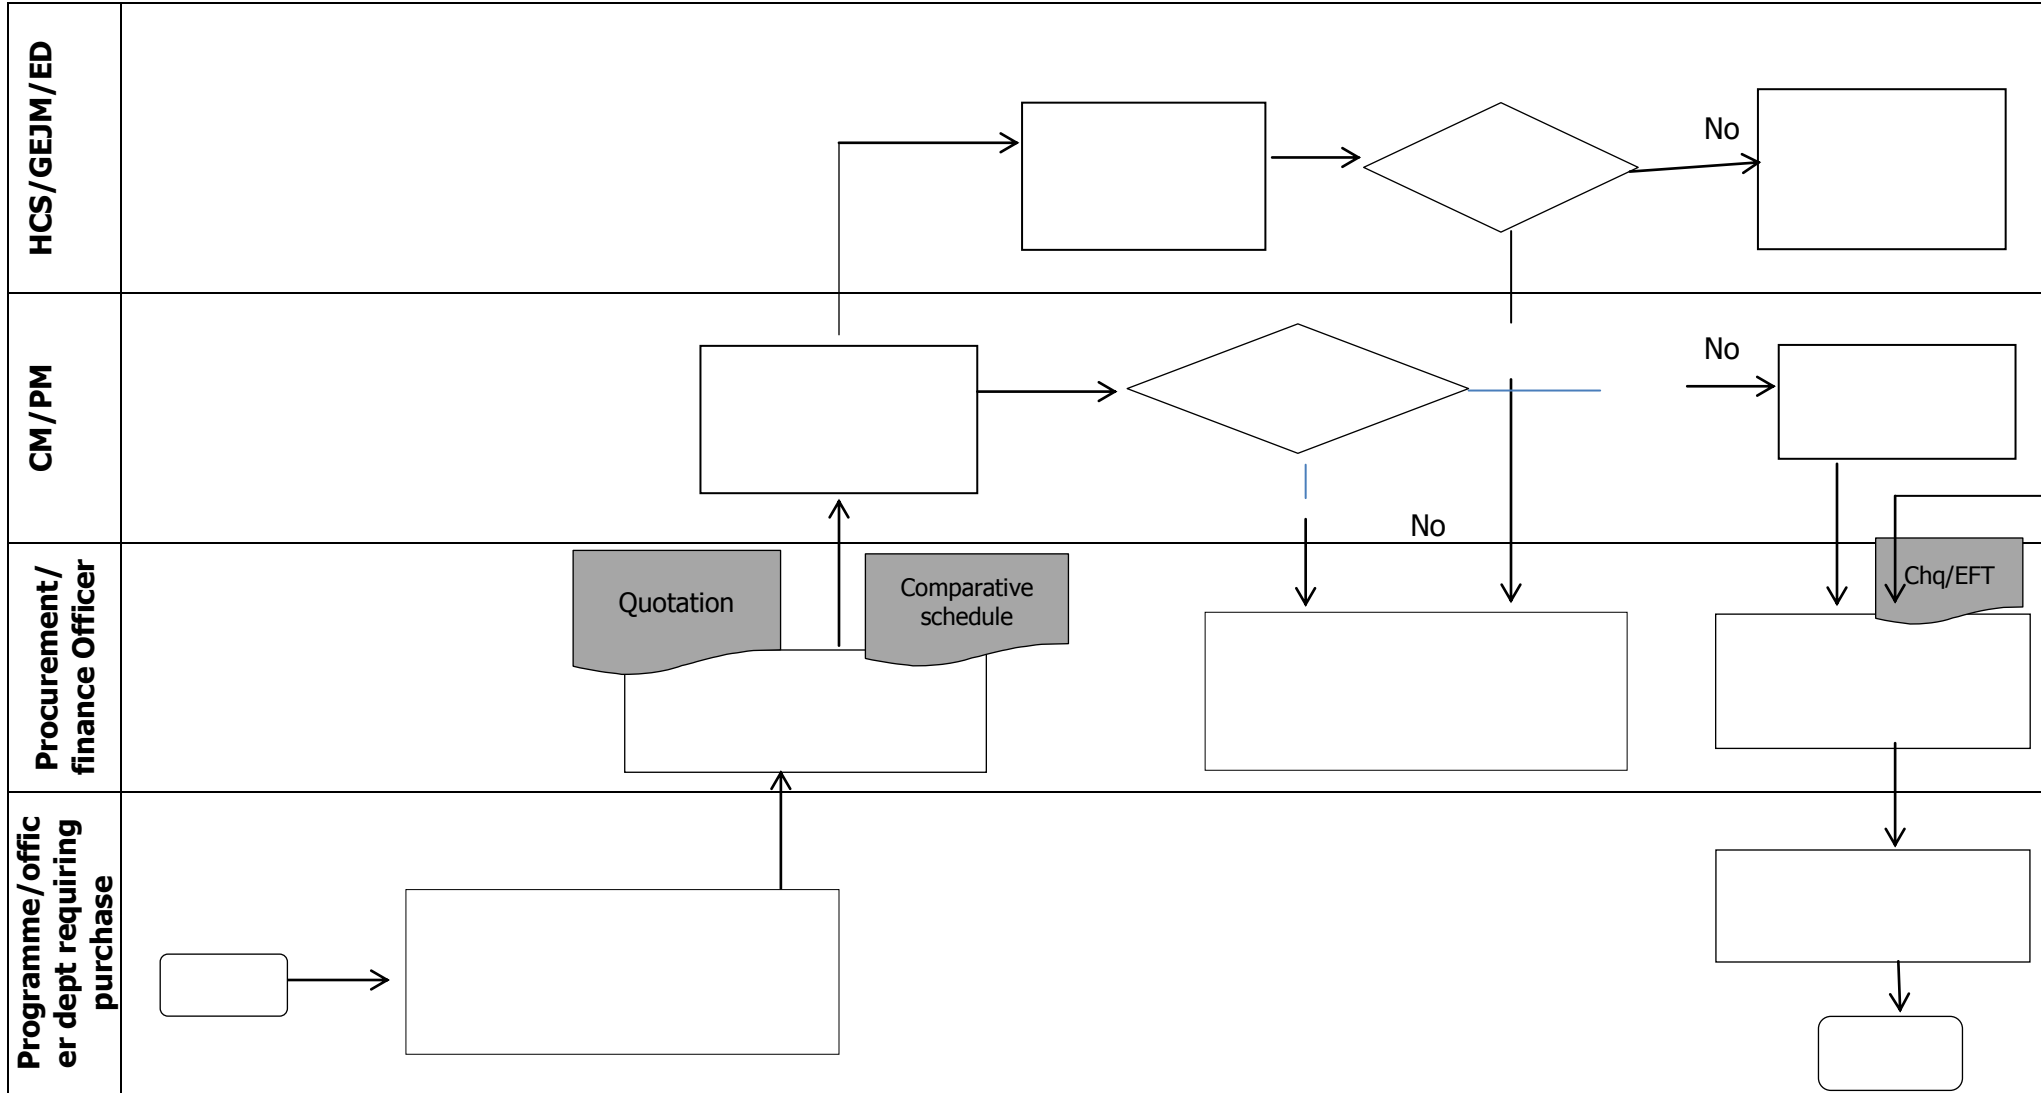 HCS/GEJM/ED
No
CM/PM
No
No
Procurement/
finance Officer
Quotation
Comparative
schedule
Chq/EFT
Programme/offic
er dept requiring
purchase